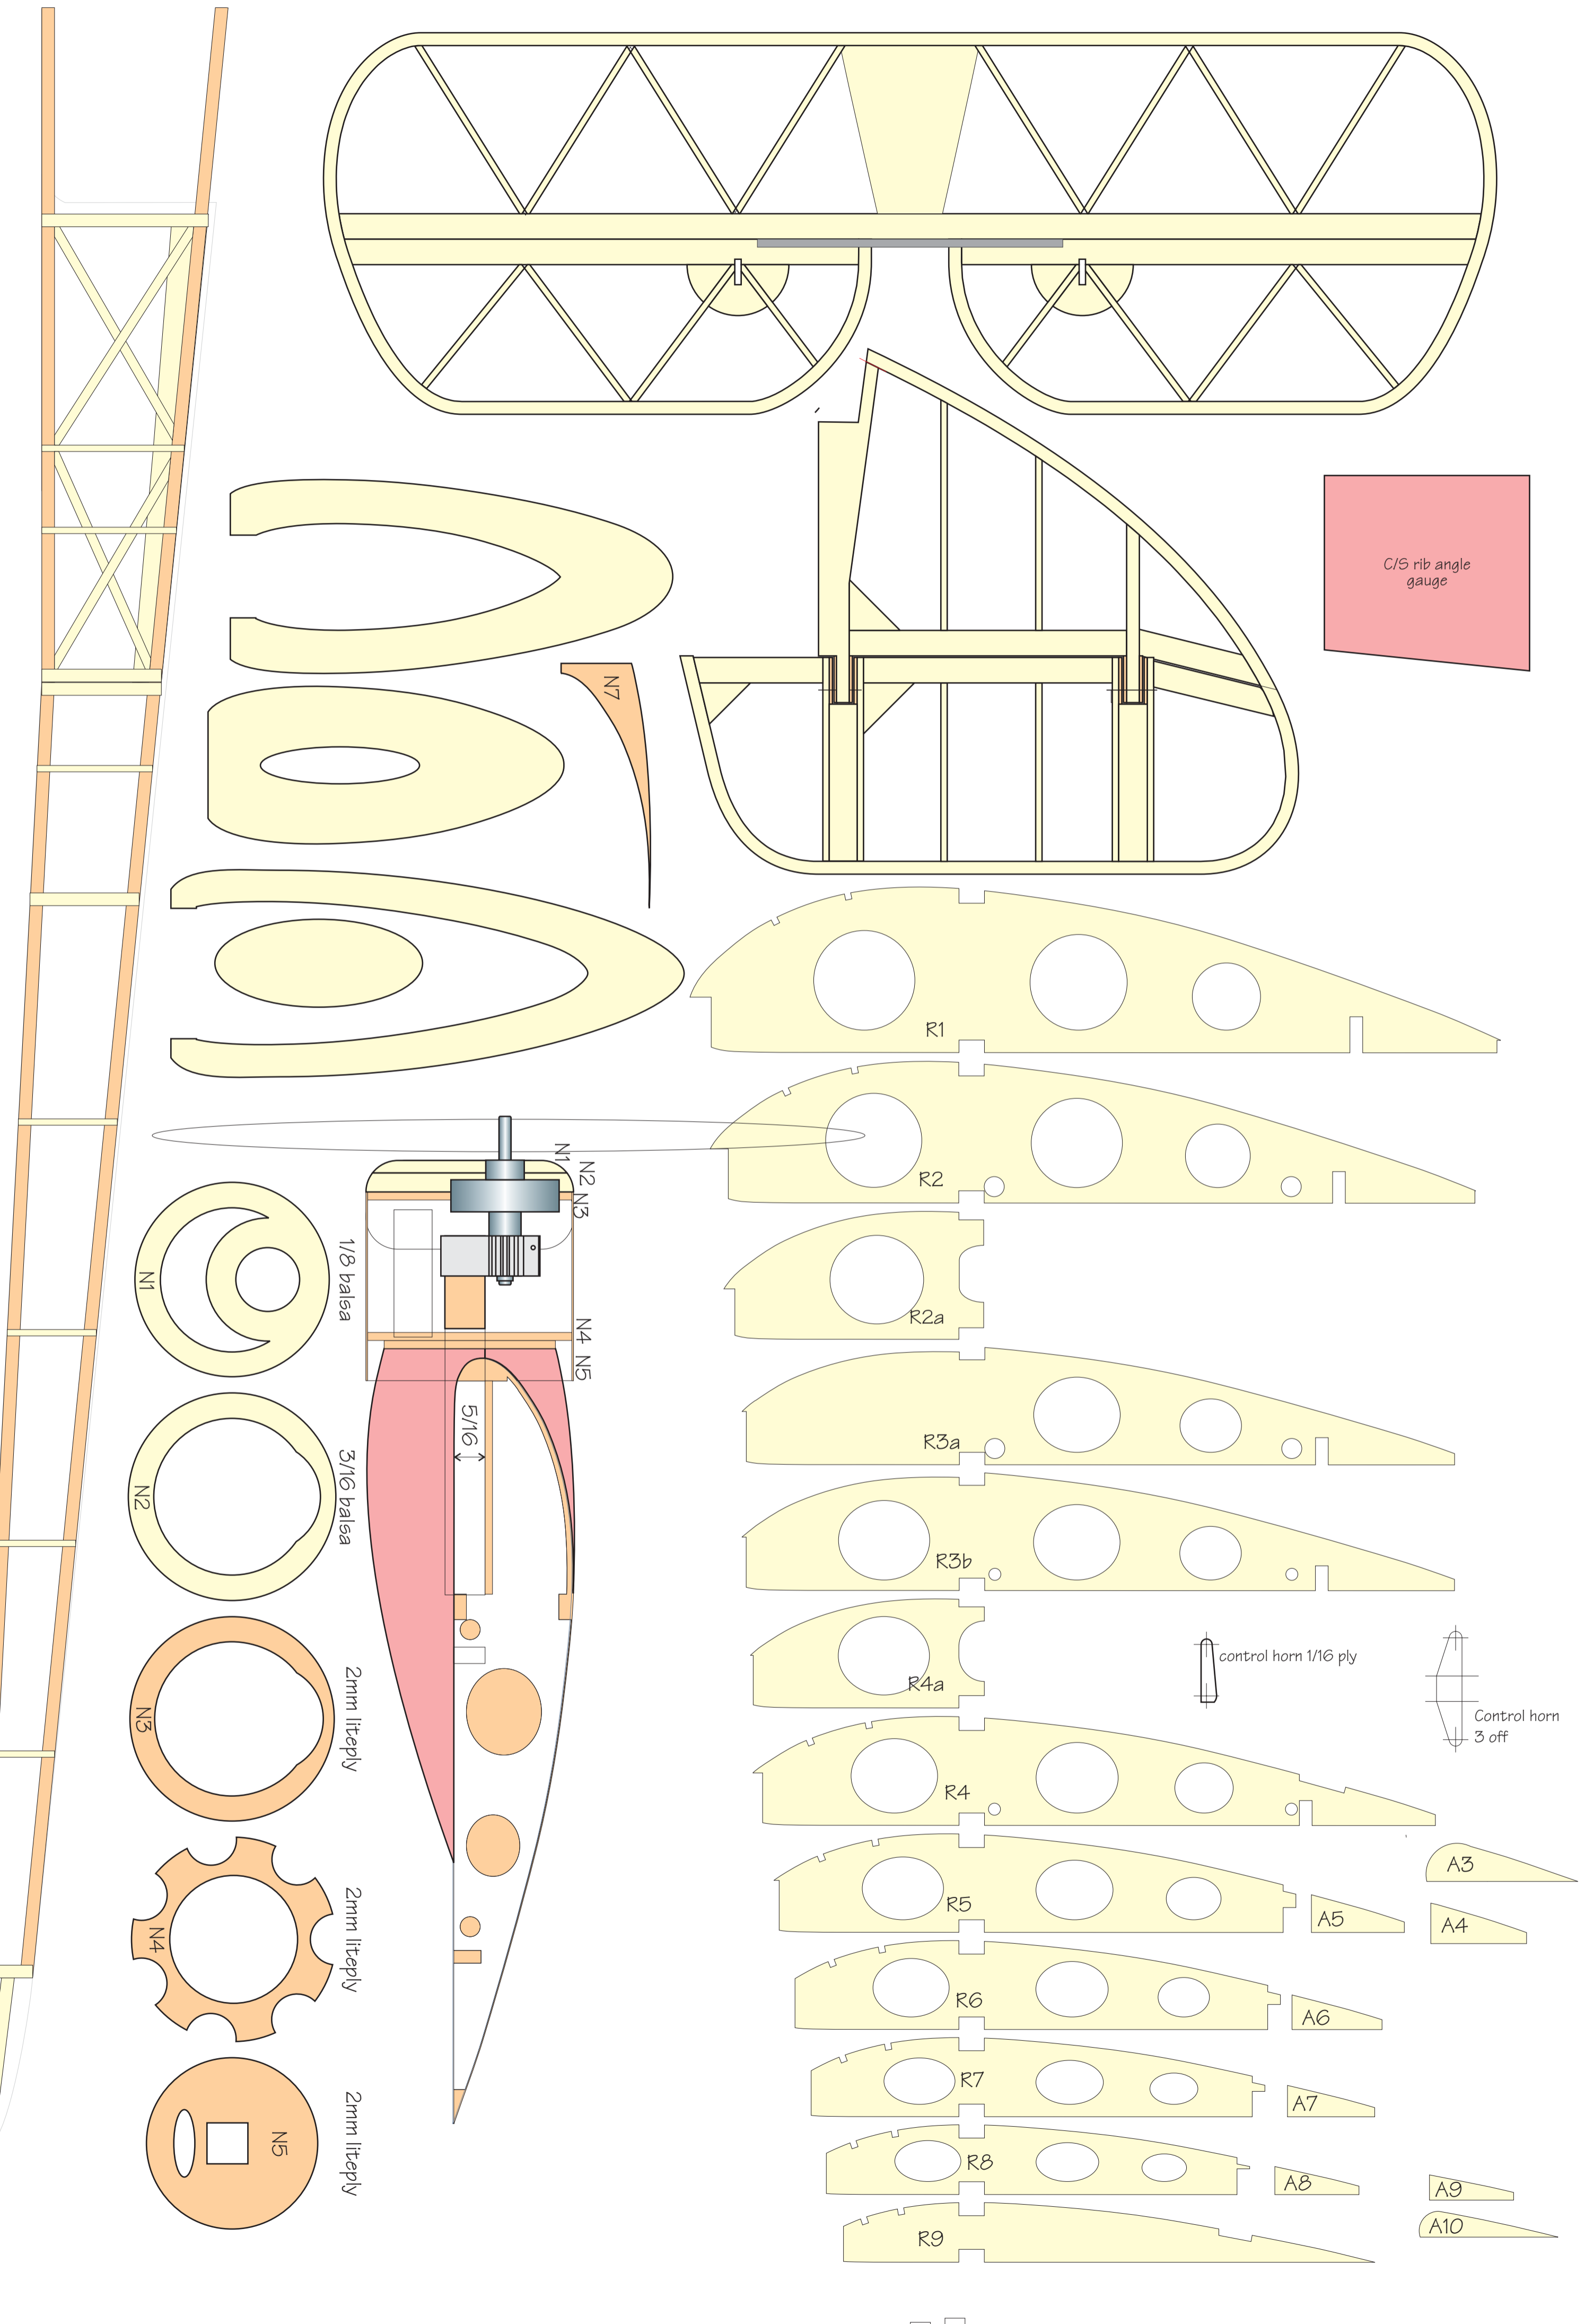 C/S rib angle
gauge
N7
R1
R2
R2a
R3a
R3b
R4a
R4
R5
R6
R7
R8
R9
N1
N2
N3
N4
N5
5/16
N1
1/8 balsa
N2
3/16 balsa
N3
2mm liteply
N4
2mm liteply
N5
2mm liteply
control horn 1/16 ply
Control horn
3 off
A3
A5
A4
A6
A7
A8
A9
A10